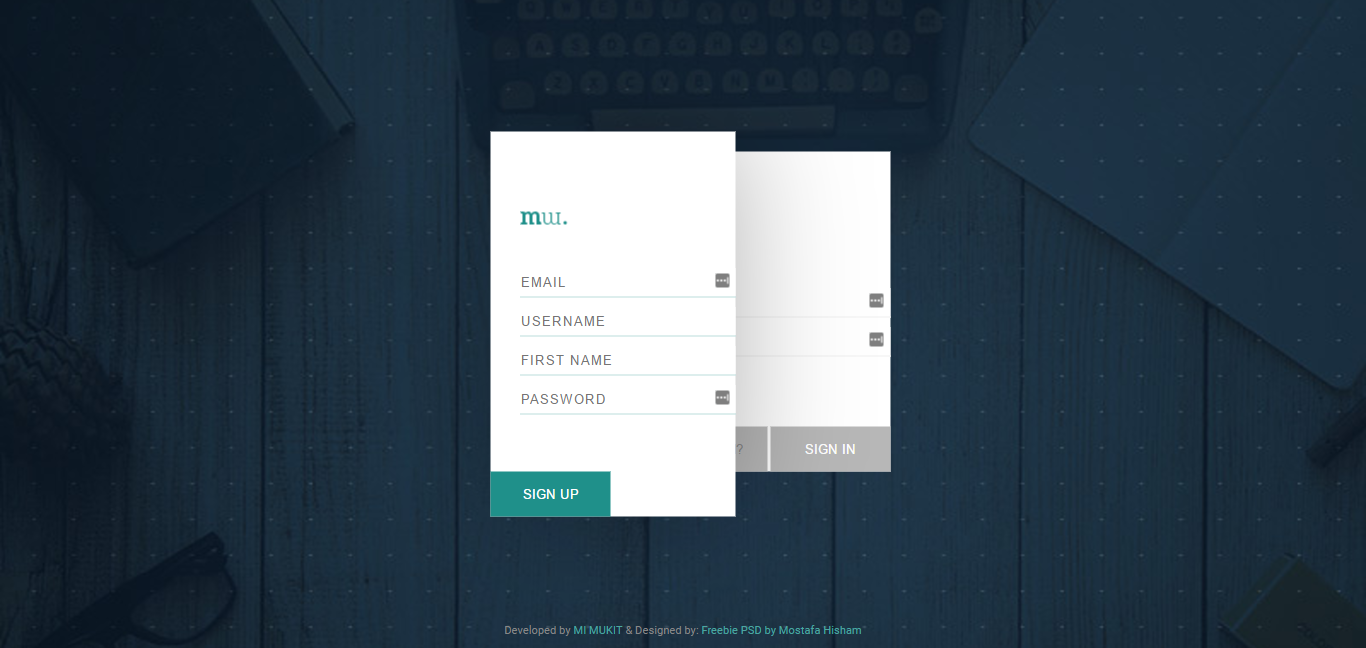 mw.
EMAIL
USERNAME
FIRST NAME
PASSWORD
SIGN UP
?
SIGN IN
Developed by MI'MUKIT & Designed by: Freebie PSD by Mostafa Hisham